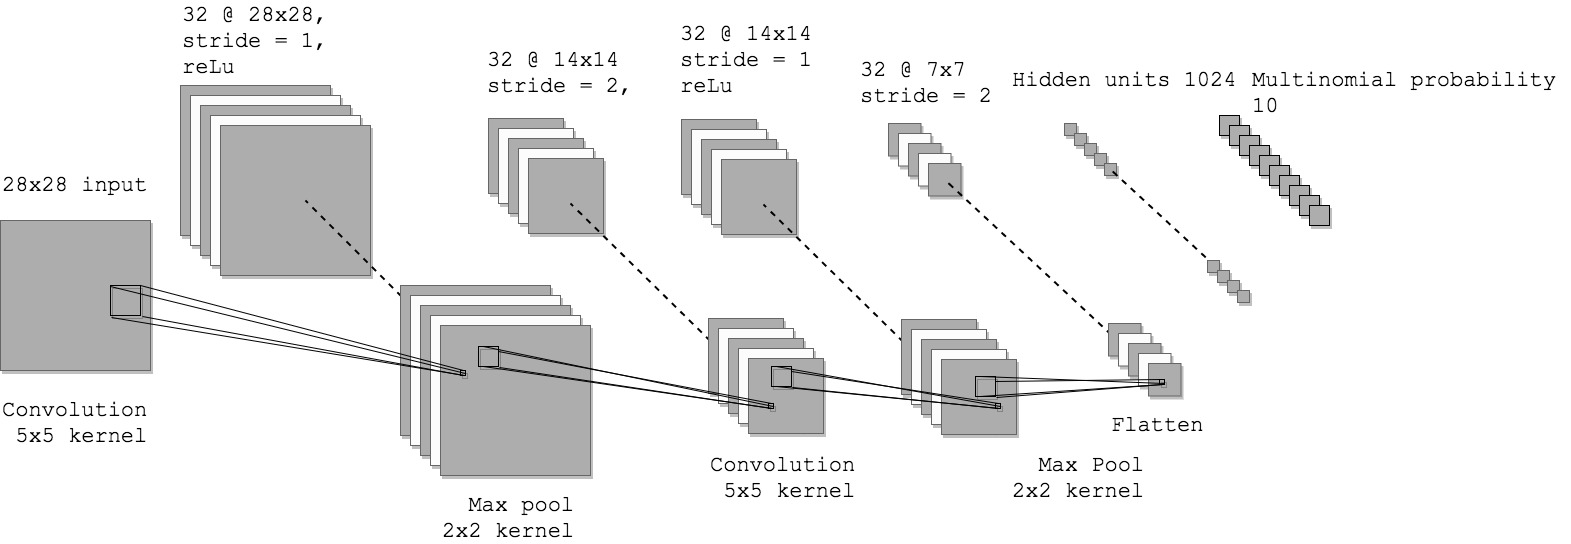 32 @ 28x28,
stride = 1,
reLu
32 @ 14x14
stride = 2,
32 @ 14x14
stride = 1
reLu
32 @ 7x7
stride = 2
Hidden units 1024
Multinomial probability
10
28x28 input
Convolution
5x5 kernel
Max pool
2x2 kernel
Convolution
5x5 kernel
Flatten
Max Pool
2x2 kernel